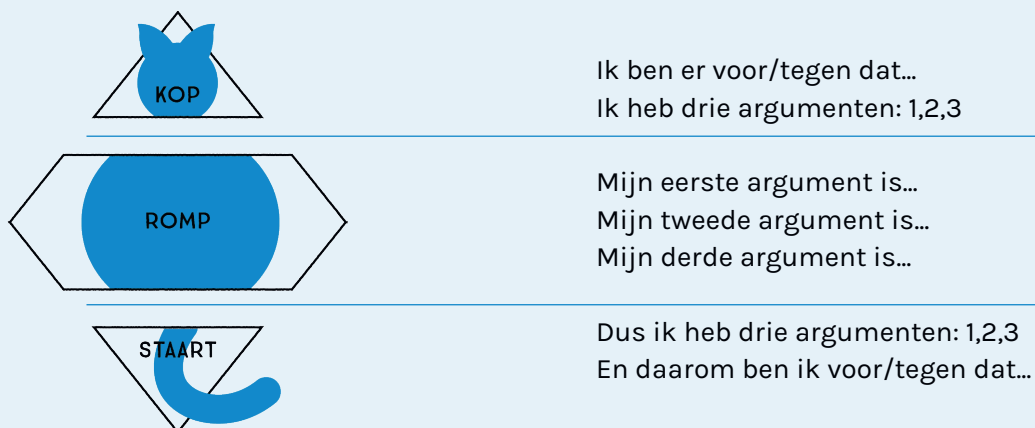 KOP
Ik ben er voor/tegen dat…
Ik heb drie argumenten: 1,2,3
ROMP
Mijn eerste argument is…
Mijn tweede argument is…
Mijn derde argument is…
STAART
Dus ik heb drie argumenten: 1,2,3
En daarom ben ik voor/tegen dat…